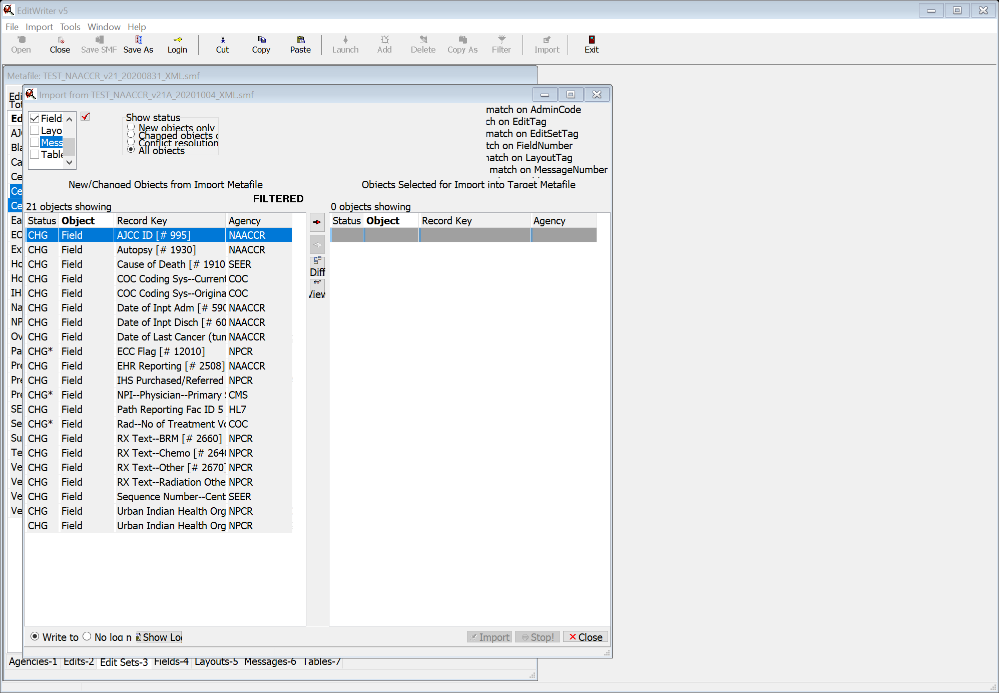 EditWriter v5
File Import Tools Window Help
Open Close Save SMF Save As Login Cut Copy Paste Launch Add Delete Copy As Filter Import Exit
Metafile: TEST_NAACCR_v21_20200831_XML.smf
Import from TEST_NAACCR_v21A_20201004_XML.smf
Edi
Tot
Field
Layo
Mess
Table
Show status
New objects only
Changed objects o
Conflict resolution
All objects
match on AdminCode
ch on EditTag
match on EditSetTag
tch on FieldNumber
natch on LayoutTag
match on MessageNumber
New/Changed Objects from Import Metafile
Objects Selected for Import into Target Metafile
FILTERED
21 objects showing
0 objects showing
Status Object Record Key Agency
Status Object Record Key Agency
CHG Field AJCC ID [# 995] NAACCR
CHG Field Autopsy [# 1930] NAACCR
CHG Field Cause of Death [# 1910 SEER
CHG Field COC Coding Sys--Current COC
CHG Field COC Coding Sys--Origina COC
CHG Field Date of Inpt Adm [# 590 NAACCR
CHG Field Date of Inpt Disch [# 60 NAACCR
CHG Field Date of Last Cancer (tum NAACCR
CHG* Field ECC Flag [# 12010] NPCR
CHG Field EHR Reporting [# 2508] NAACCR
CHG Field IHS Purchased/Referred NPCR
CHG* Field NPI--Physician--Primary S CMS
CHG Field Path Reporting Fac ID 5 HL7
CHG* Field Rad--No of Treatment Vo COC
CHG Field RX Text--BRM [# 2660] NPCR
CHG Field RX Text--Chemo [# 2640 NPCR
CHG Field RX Text--Other [# 2670] NPCR
CHG Field RX Text--Radiation Othe NPCR
CHG Field Sequence Number--Cent SEER
CHG Field Urban Indian Health Org NPCR
CHG Field Urban Indian Health Org NPCR
Diff
View
Ed
AJ
Bla
Ca
Ce
Ce
Ce
Ea
EO
Ex
Ho
Ho
IHS
Na
NP
Ov
Pa
Pre
Pre
Pre
SE
Se
Su
Te
Ve
Ve
Ve
Ve
Write to No log n Show Log
Import Stop! Close
Agencies-1 Edits-2 Edit Sets-3 Fields-4 Layouts-5 Messages-6 Tables-7